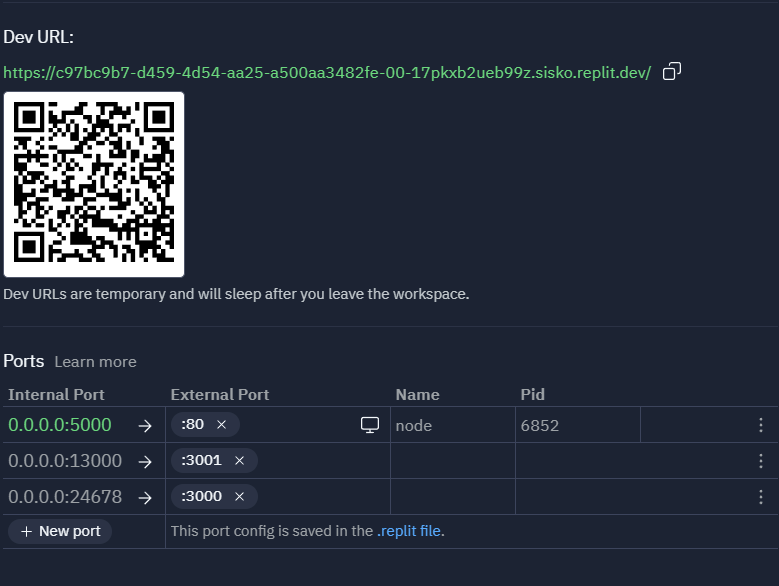 Dev URL:
https://c97bc9b7-d459-4d54-aa25-a500aa3482fe-00-17pkxb2ueb99z.sisko.replit.dev/
Dev URLs are temporary and will sleep after you leave the workspace.
Ports Learn more
Internal Port External Port Name Pid
0.0.0.0:5000 → :80 × node 6852
0.0.0.0:13000 → :3001 ×
0.0.0.0:24678 → :3000 ×
+ New port This port config is saved in the .replit file.